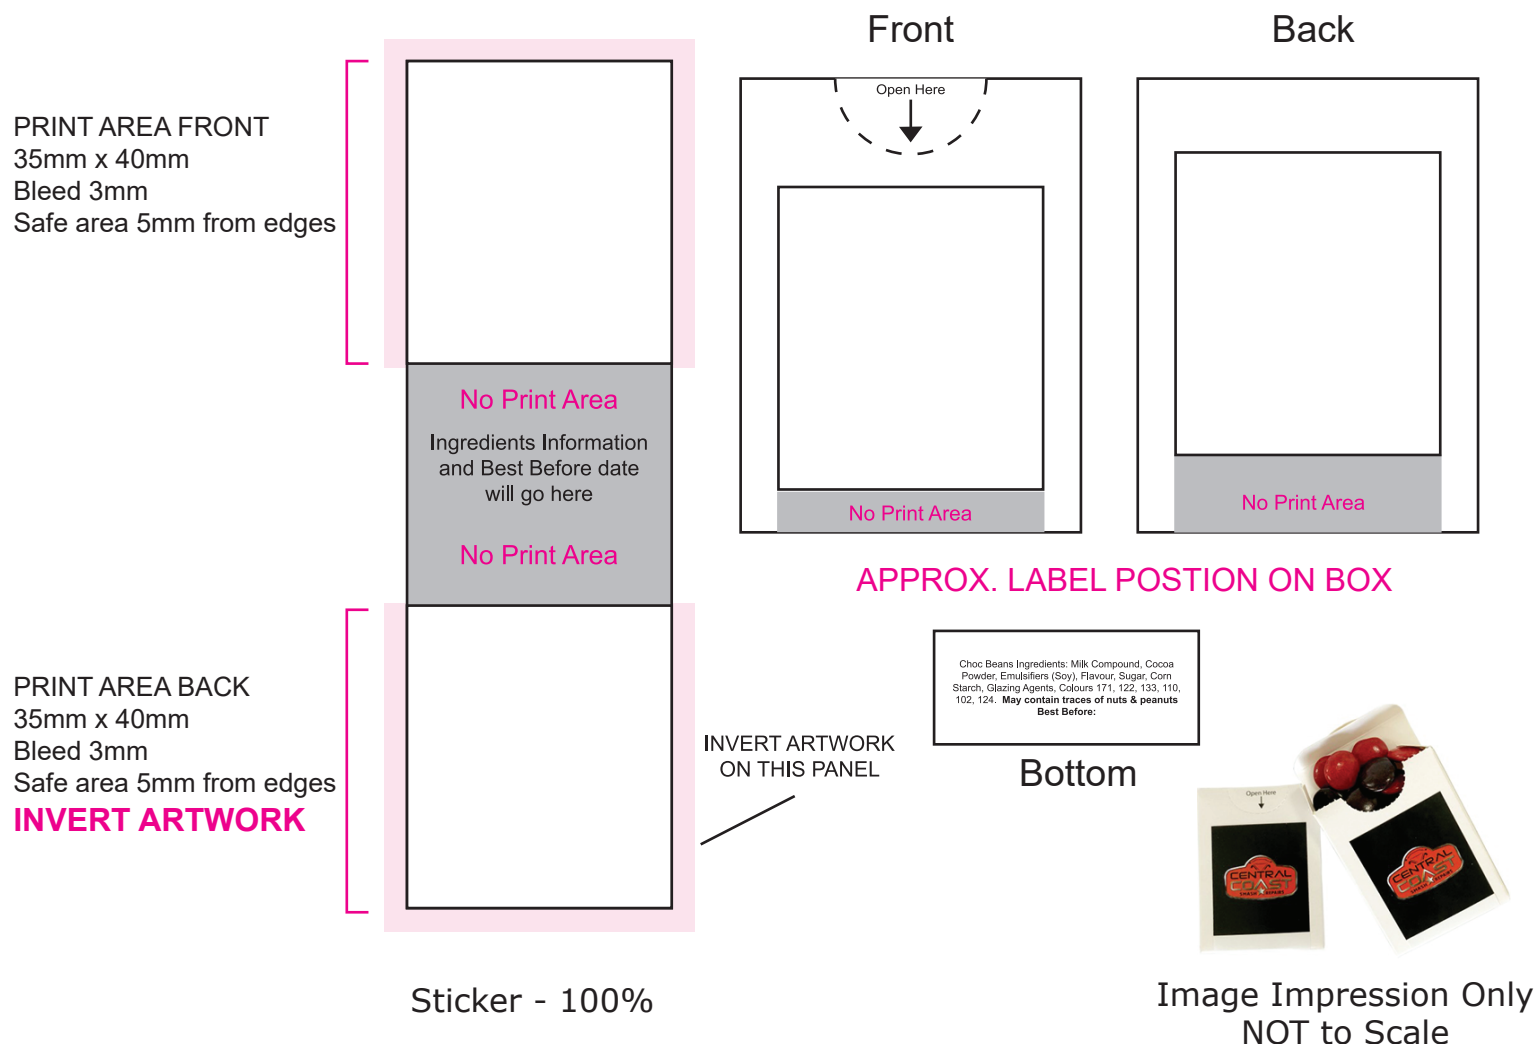 Front
Back
PRINT AREA FRONT
35mm x 40mm
Bleed 3mm
Safe area 5mm from edges
Open Here
No Print Area
Ingredients Information
and Best Before date
will go here
No Print Area
No Print Area
No Print Area
APPROX. LABEL POSTION ON BOX
PRINT AREA BACK
35mm x 40mm
Bleed 3mm
Safe area 5mm from edges
INVERT ARTWORK
INVERT ARTWORK
ON THIS PANEL
Choc Beans Ingredients: Milk Compound, Cocoa
Powder, Emulsifiers (Soy), Flavour, Sugar, Corn
Starch, Glazing Agents, Colours 171, 122, 133, 110,
102, 124. May contain traces of nuts & peanuts
Best Before:
Bottom
Open Here
CENTRAL
COAST
SMASH REPAIRS
CENTRAL
COAST
SMASH REPAIRS
Sticker - 100%
Image Impression Only
NOT to Scale